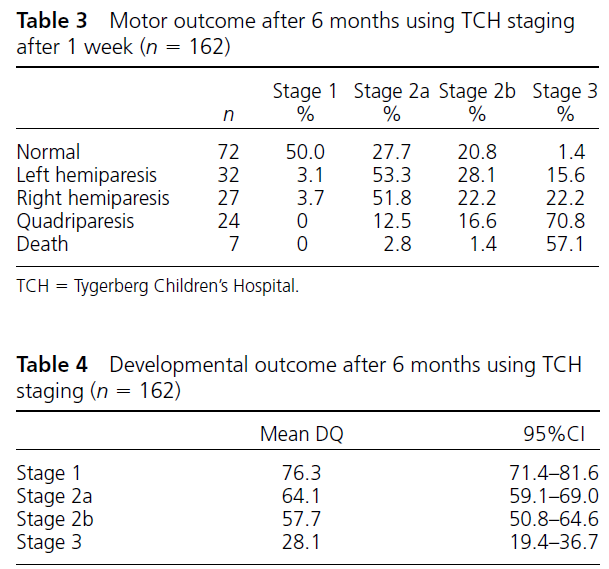 Table 3 Motor outcome after 6 months using TCH staging
after 1 week (n = 162)
Stage 1 Stage 2a Stage 2b Stage 3
n % % % %
Normal 72 50.0 27.7 20.8 1.4
Left hemiparesis 32 3.1 53.3 28.1 15.6
Right hemiparesis 27 3.7 51.8 22.2 22.2
Quadriparesis 24 0 12.5 16.6 70.8
Death 7 0 2.8 1.4 57.1
TCH = Tygerberg Children's Hospital.
Table 4 Developmental outcome after 6 months using TCH
staging (n = 162)
Mean DQ 95%CI
Stage 1 76.3 71.4–81.6
Stage 2a 64.1 59.1–69.0
Stage 2b 57.7 50.8–64.6
Stage 3 28.1 19.4–36.7